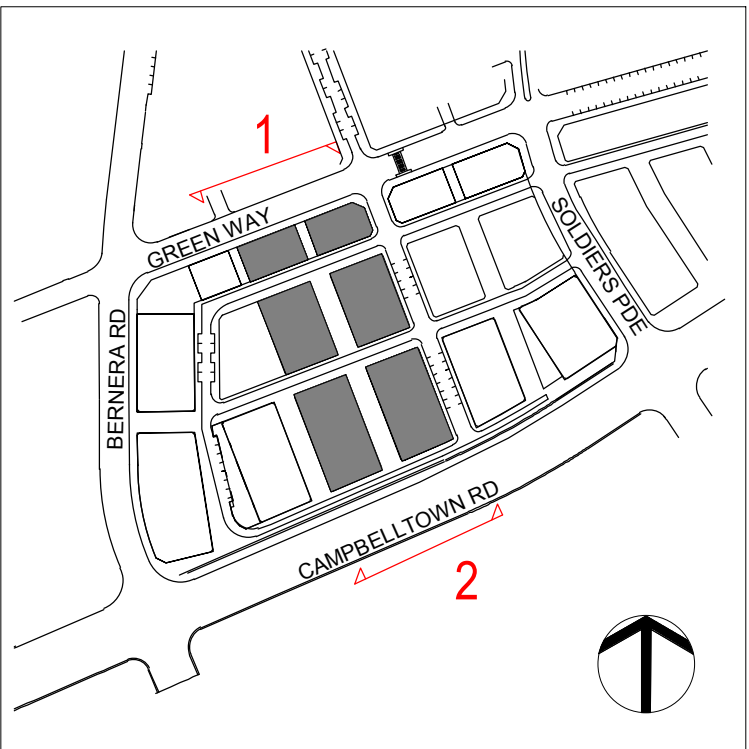 1
GREEN WAY
SOLDIERS PDE
BERNERA RD
CAMPBELLTOWN RD
2